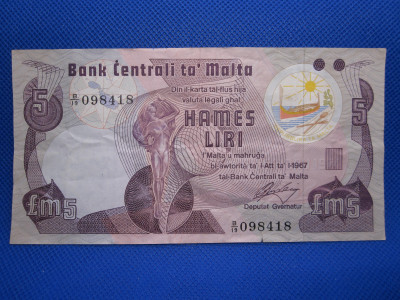 Bank Ċentrali ta' Malta
5
B/13 098418
Din il-karta tal-flus hija
valuta legali għal
ĦAMES
LIRI
f'Malta u maħruġa
bl-awtorità ta' l-Att ta' l-1967
tal-Bank Ċentrali ta' Malta
Deputat Gvernatur
£m5
B/13 098418
£m5
5